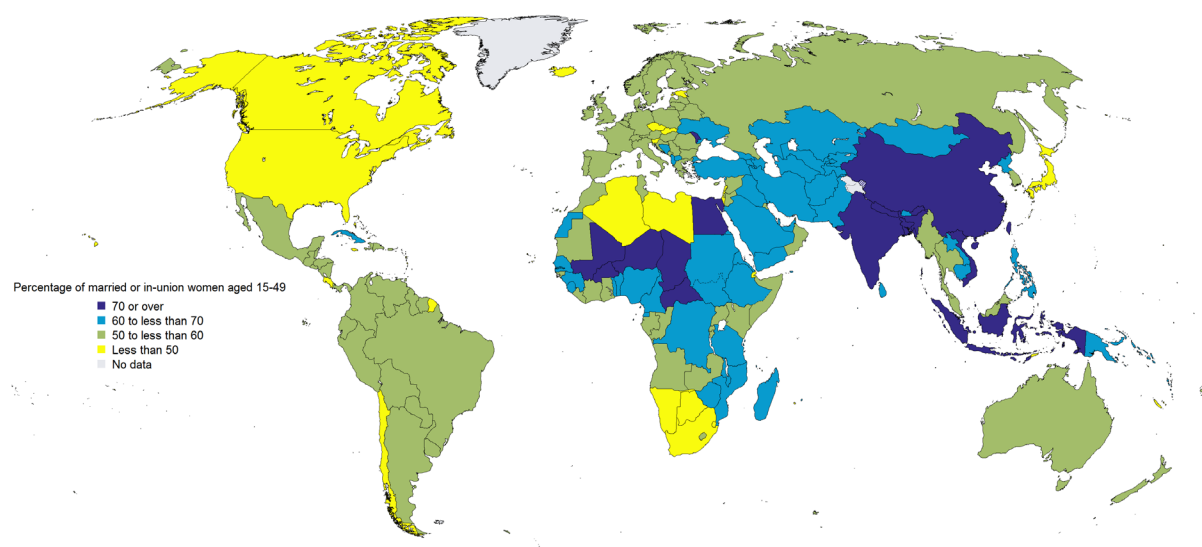 Percentage of married or in-union women aged 15-49
70 or over
60 to less than 70
50 to less than 60
Less than 50
No data